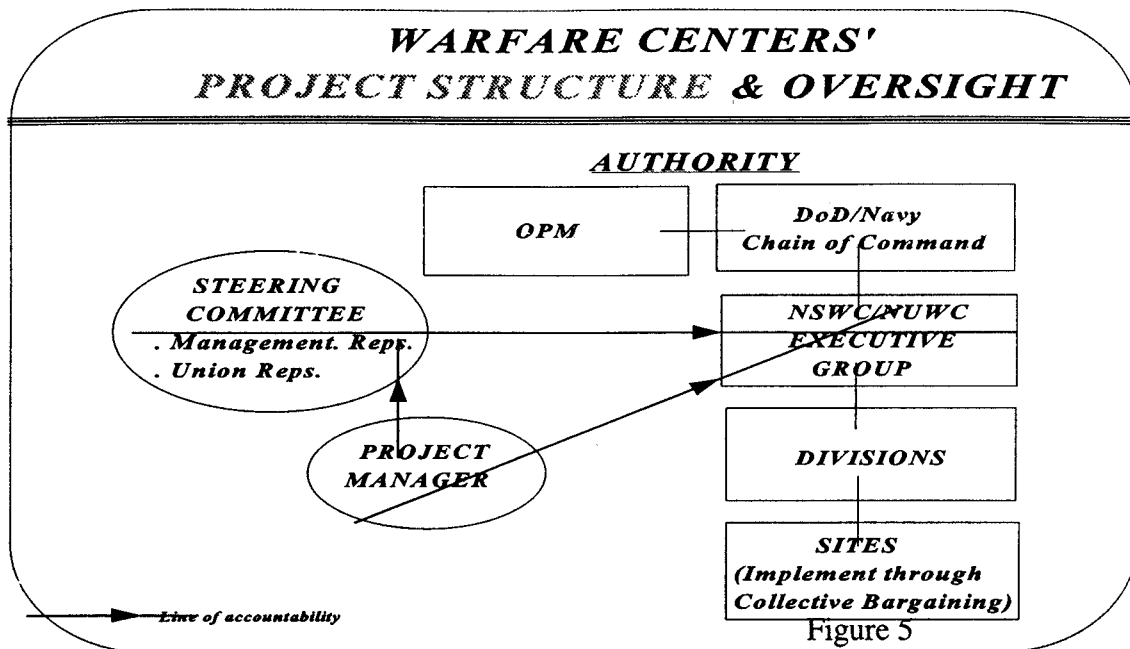 WARFARE CENTERS'
PROJECT STRUCTURE & OVERSIGHT
AUTHORITY
OPM
DoD/Navy
Chain of Command
STEERING
COMMITTEE
. Management. Reps.
. Union Reps.
NSWC/NUWC
EXECUTIVE
GROUP
PROJECT
MANAGER
DIVISIONS
SITES
(Implement through
Collective Bargaining)
Line of accountability
Figure 5